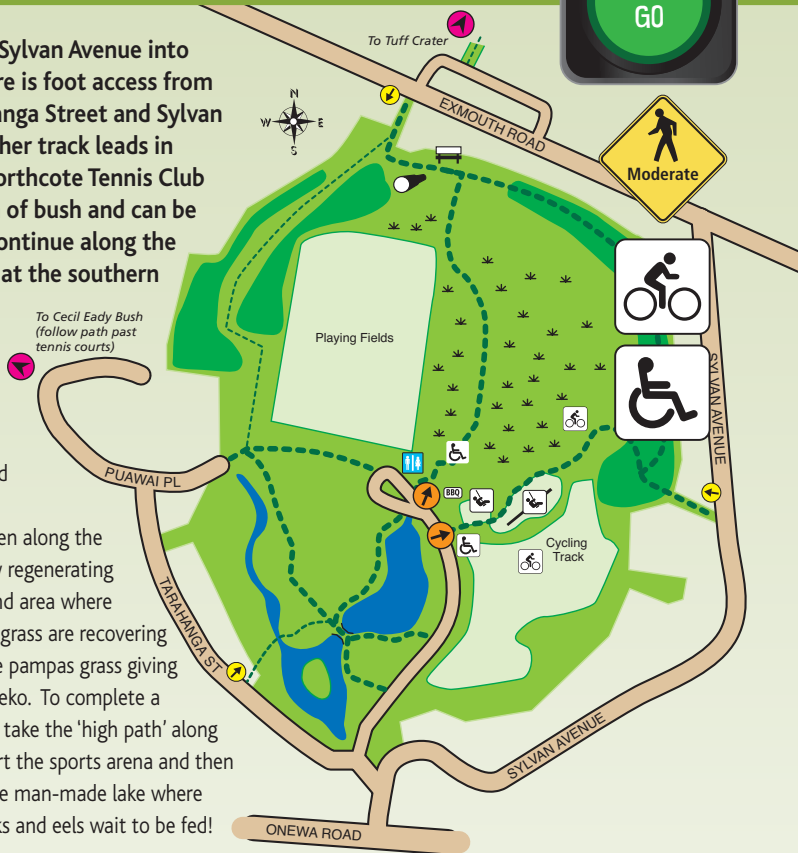 GO
Sylvan Avenue into
re is foot access from
anga Street and Sylvan
her track leads in
orthcote Tennis Club
of bush and can be
ontinue along the
at the southern
d
en along the
y regenerating
nd area where
grass are recovering
e pampas grass giving
eko. To complete a
take the ‘high path’ along
rt the sports arena and then
e man-made lake where
ks and eels wait to be fed!
To Tuff Crater
N
W
E
S
EXMOUTH ROAD
Moderate
To Cecil Eady Bush
(follow path past
tennis courts)
Playing Fields
SYLVAN AVENUE
PUAWAI PL
BBQ
Cycling
Track
TARAHANGA ST
SYLVAN AVENUE
ONEWA ROAD